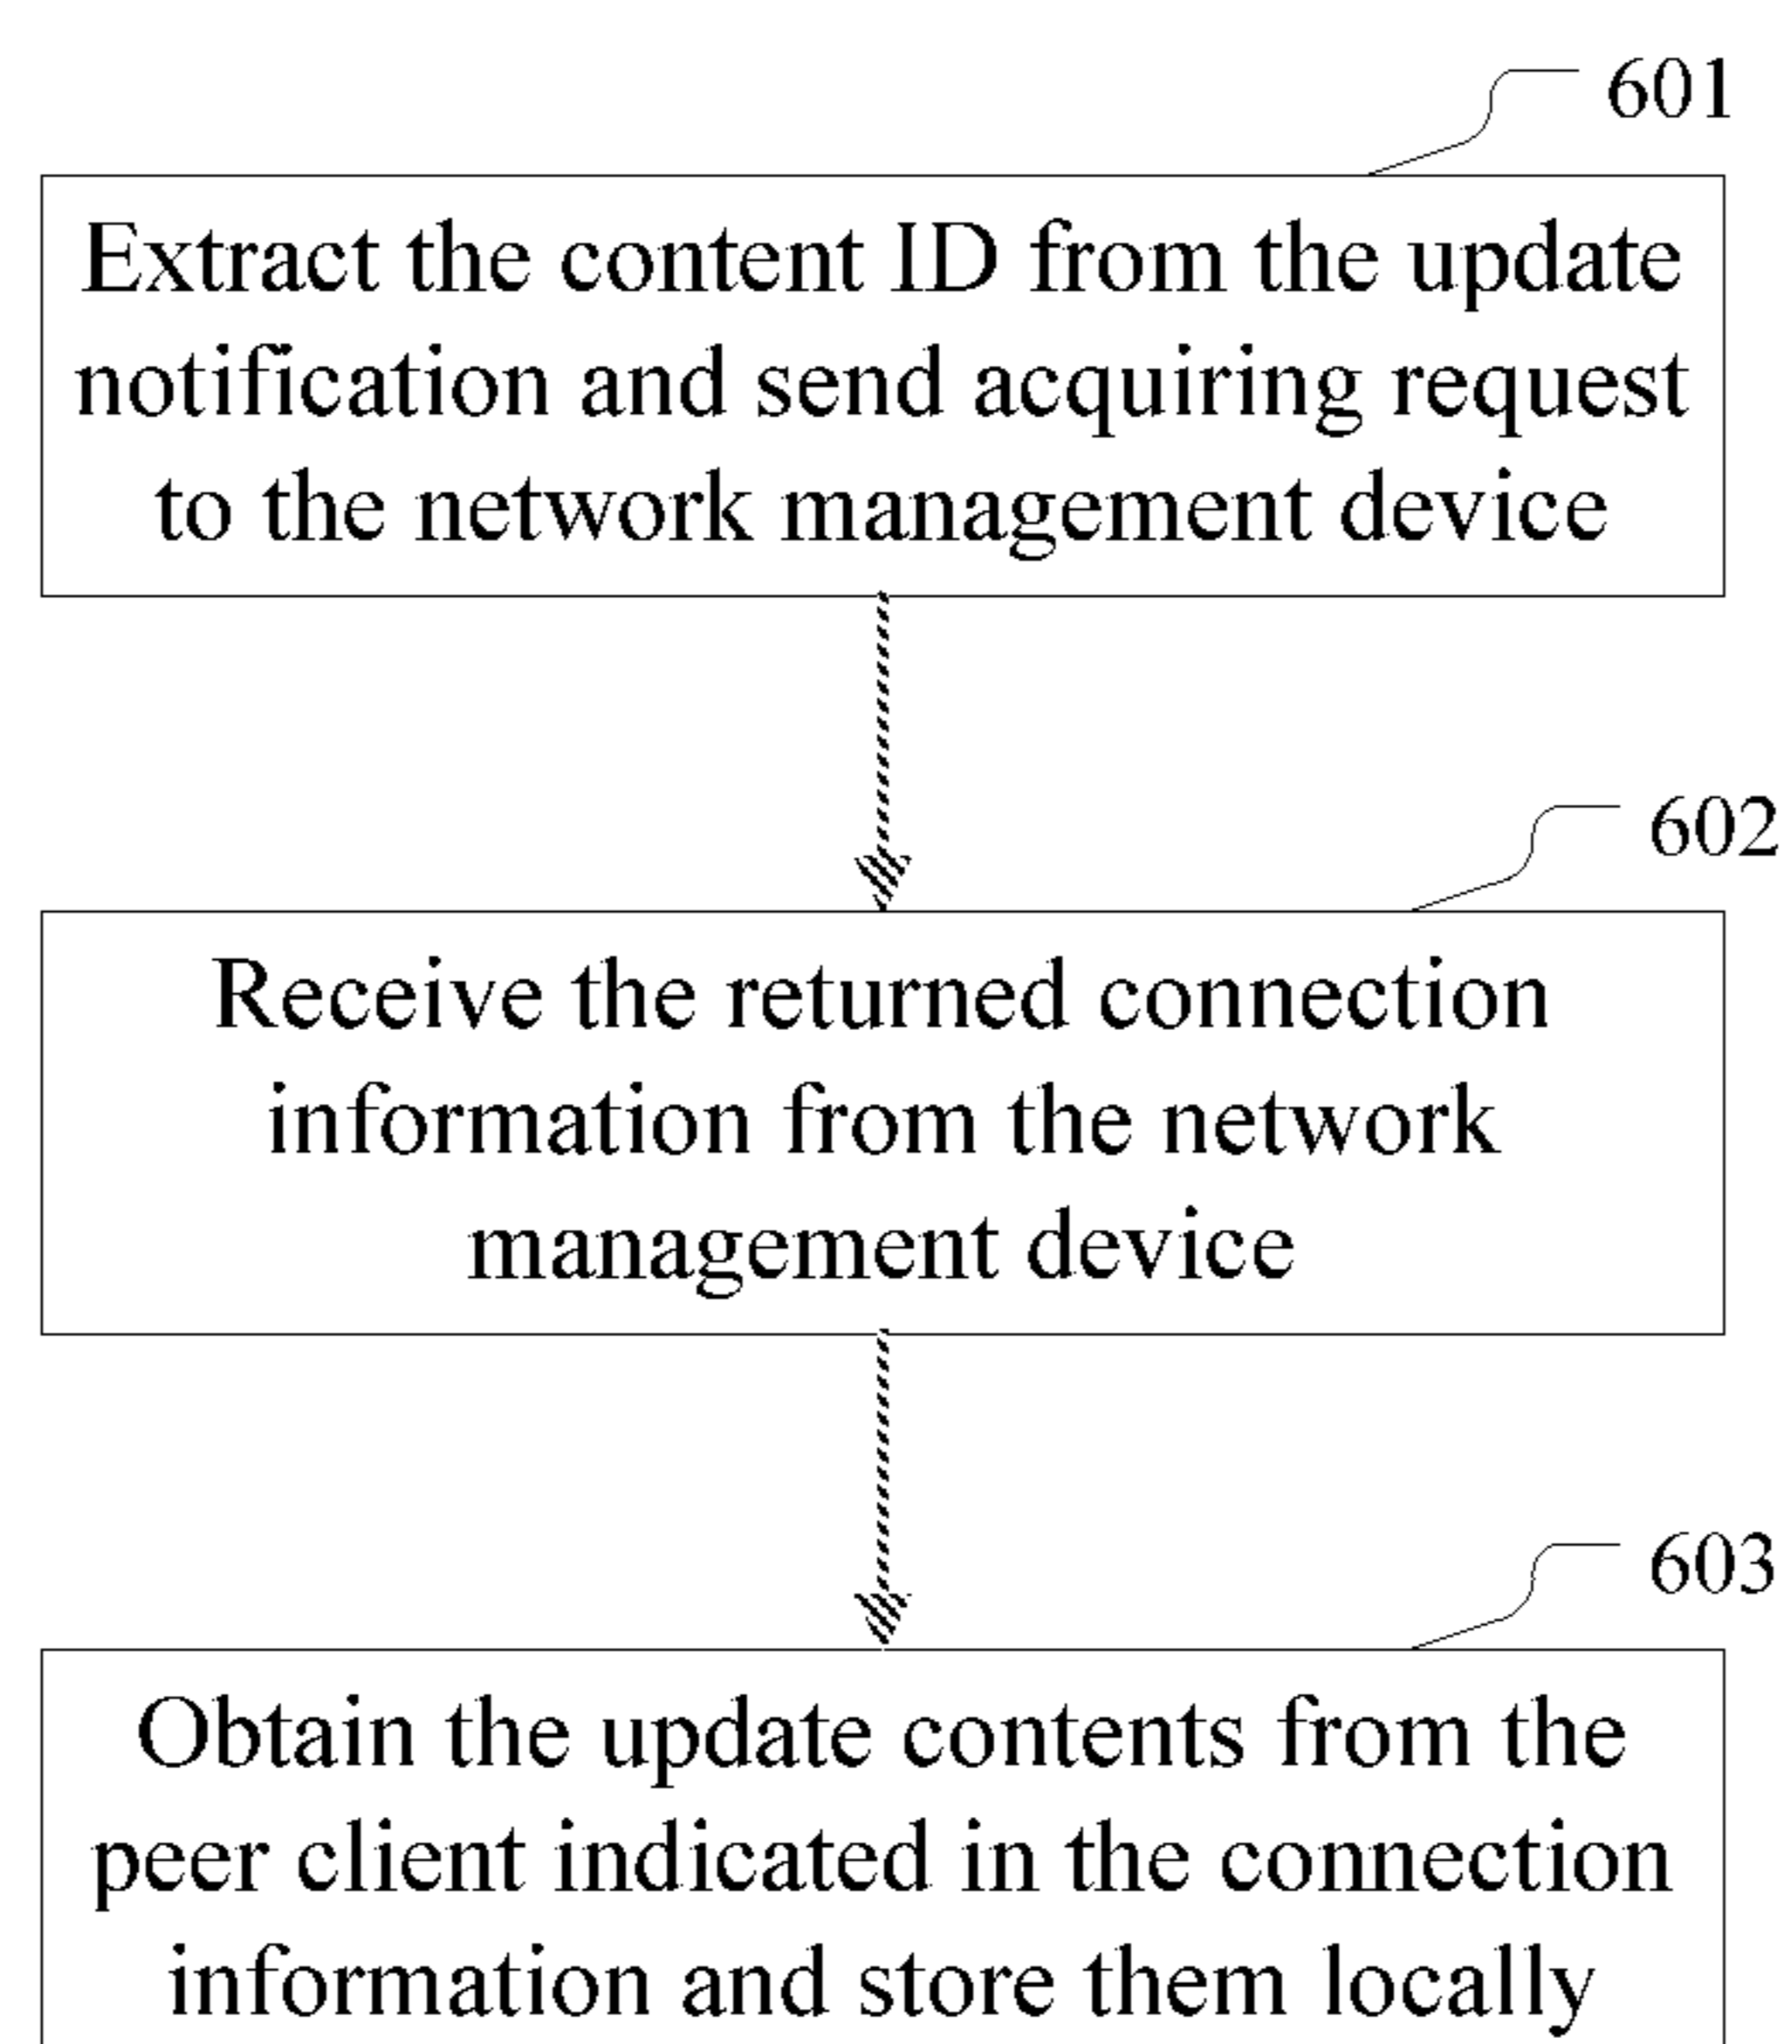 601
Extract the content ID from the update
notification and send acquiring request
to the network management device
602
Receive the returned connection
information from the network
management device
603
Obtain the update contents from the
peer client indicated in the connection
information and store them locally